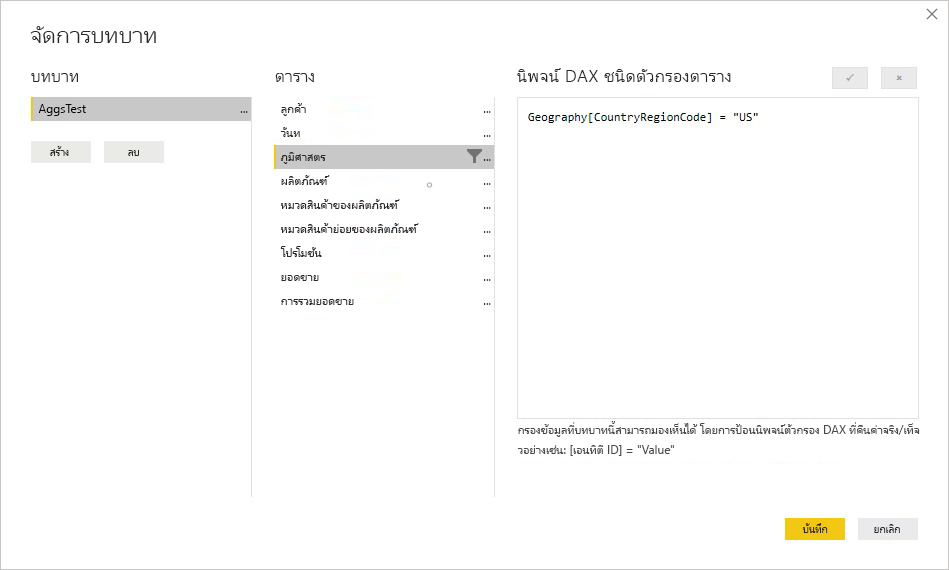 จัดการบทบาท
บทบาท
AggsTest
...
สร้าง
ลบ
ตาราง
ลูกค้า
...
วันท
...
ภูมิศาสตร
...
ผลิตภัณฑ์
...
หมวดสินค้าของผลิตภัณฑ์
...
หมวดสินค้าย่อยของผลิตภัณฑ์
...
โปรโมชัน
...
ยอดขาย
...
การรวมยอดขาย
...
นิพจน์ DAX ชนิดตัวกรองตาราง
Geography[CountryRegionCode] = "US"
กรองข้อมูลที่บทบาทนี้สามารถมองเห็นได้ โดยการป้อนนิพจน์ตัวกรอง DAX ที่คืนค่าจริง/เท็จ
วอย่างเช่น: [เอนทิตี ID] = "Value"
บันทึก
ยกเลิก